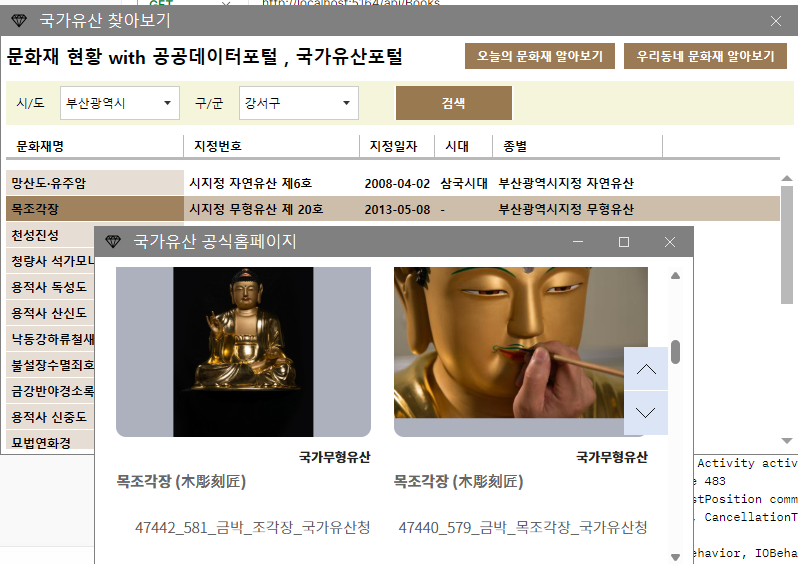 GET
http://localhost:5164/api/Books
국가유산 찾아보기
문화재 현황 with 공공데이터포털 , 국가유산포털
오늘의 문화재 알아보기
우리동네 문화재 알아보기
시/도 부산광역시 구/군 강서구 검색
문화재명 지정번호 지정일자 시대 종별
망산도·유주암 시지정 자연유산 제6호 2008-04-02 삼국시대 부산광역시지정 자연유산
목조각장 시지정 무형유산 제 20호 2013-05-08 - 부산광역시지정 무형유산
천성진성
청량사 석가모니
용적사 독성도
용적사 산신도
낙동강하류철새
불설장수멸죄호
금강반야경소록
용적사 신중도
묘법연화경
국가유산 공식홈페이지
국가무형유산
목조각장 (木彫刻匠)
47442_581_금박_조각장_국가유산청
국가무형유산
목조각장 (木彫刻匠)
47440_579_금박_목조각장_국가유산청
Activity activ
483
stPosition comm
CancellationT
ehavior, IOBeha